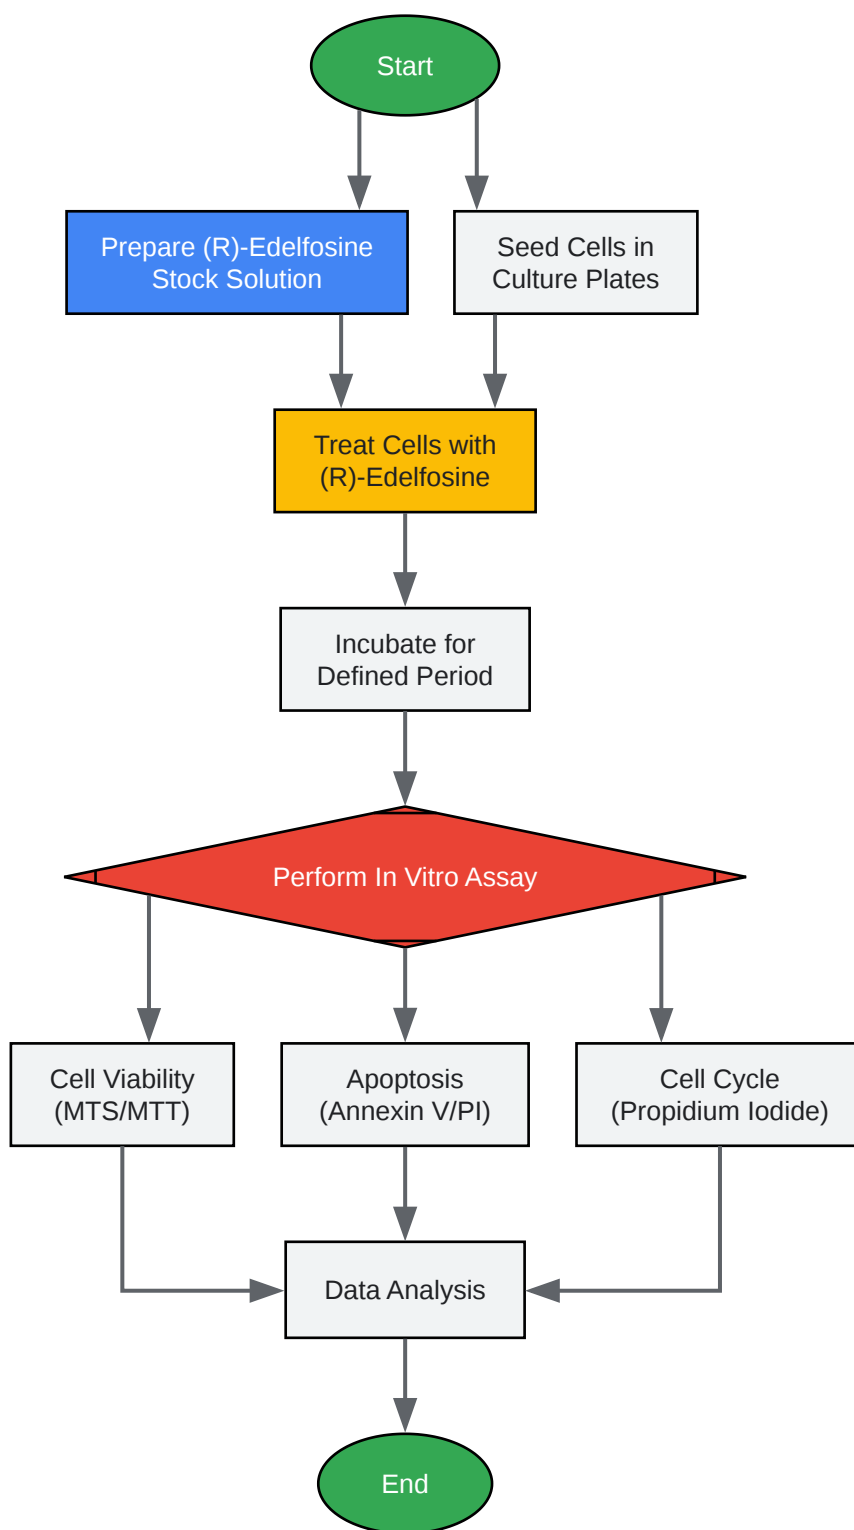 Start
Prepare (R)-Edelfosine
Stock Solution
Seed Cells in
Culture Plates
Treat Cells with
(R)-Edelfosine
Incubate for
Defined Period
Perform In Vitro Assay
Cell Viability
(MTS/MTT)
Apoptosis
(Annexin V/PI)
Cell Cycle
(Propidium Iodide)
Data Analysis
End